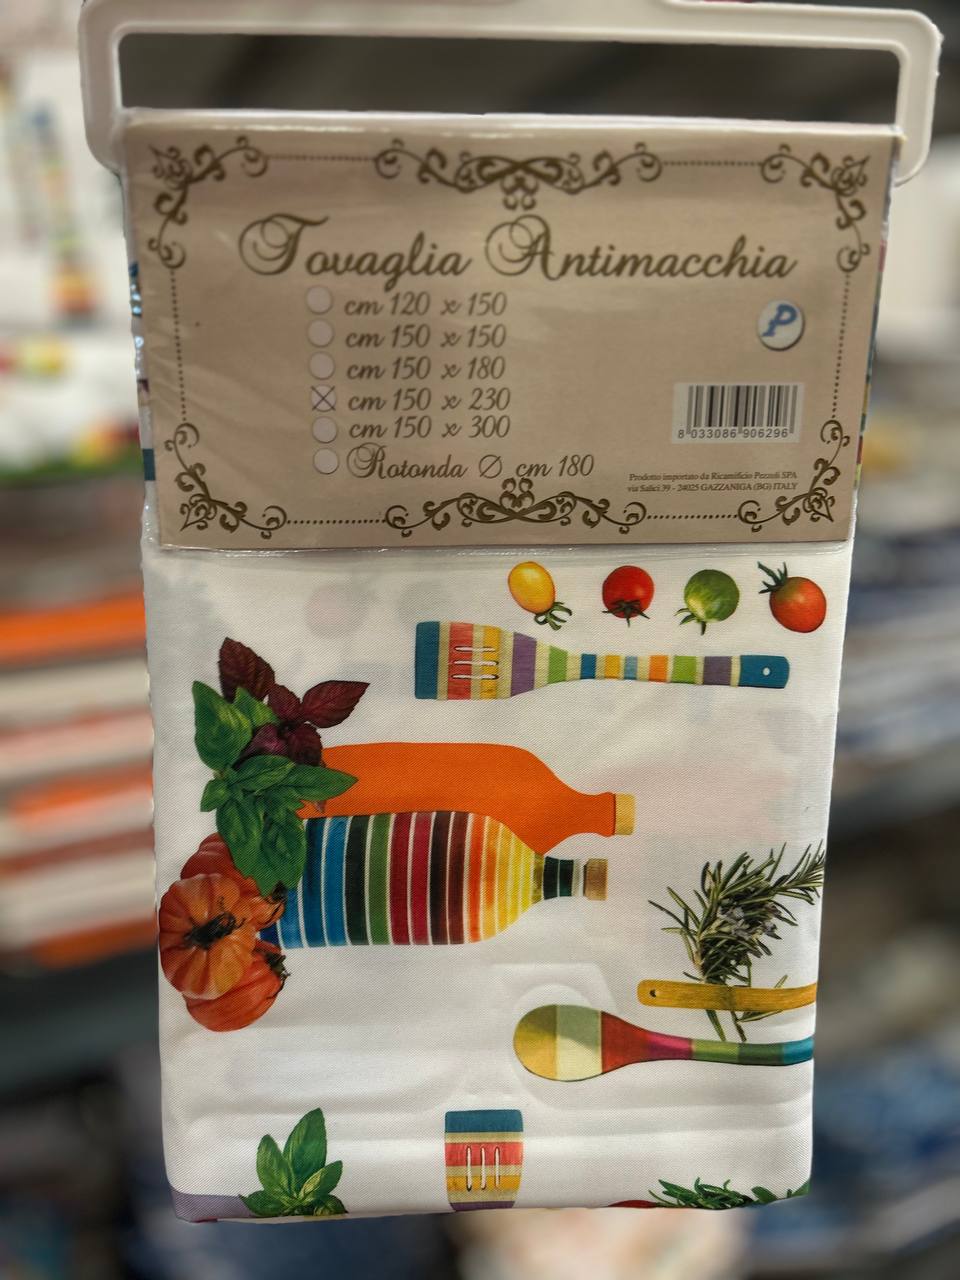 Tovaglia Antimacchia
cm 120 x 150
cm 150 x 150
cm 150 x 180
cm 150 x 230
cm 150 x 300
Rotonda Ø cm 180
P
8 033086 906296
Prodotto importato da Ricamificio Pezzoli SPA
via Salici 39 - 24025 GAZZANIGA (BG) ITALY